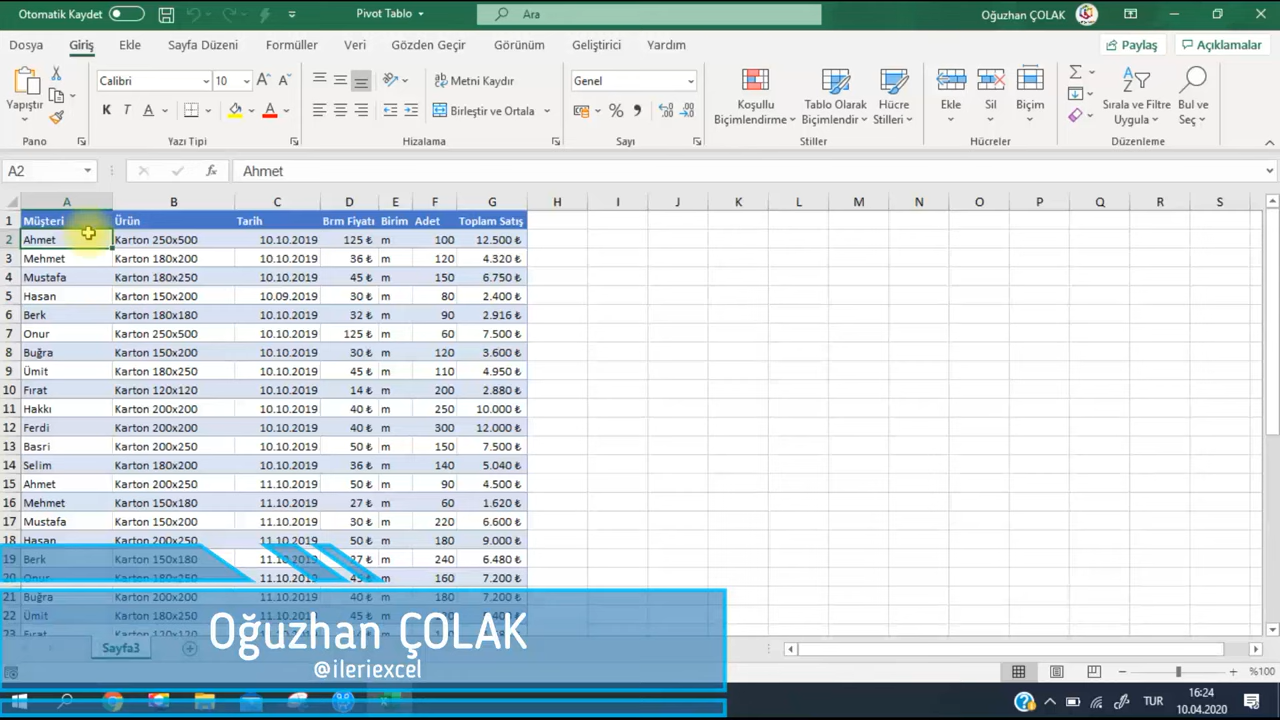 Otomatik Kaydet
Pivot Tablo
Ara
Oğuzhan ÇOLAK
Dosya Giriş Ekle Sayfa Düzeni Formüller Veri Gözden Geçir Görünüm Geliştirici Yardım Paylaş Açıklamalar
Calibri 10 Metni Kaydır Genel
Yapıştır K T A Birleştir ve Ortala % Koşullu Biçimlendirme Tablo Olarak Biçimlendir Hücre Stilleri Ekle Sil Biçim Sırala ve Filtre Uygula Bul ve Seç
Pano Yazı Tipi Hizalama Sayı Stiller Hücreler Düzenleme
A2 fx Ahmet
A B C D E F G H I J K L M N O P Q R S
1 Müşteri Ürün Tarih Brm Fiyatı Birim Adet Toplam Satış
2 Ahmet Karton 250x500 10.10.2019 125 ₺ m 100 12.500 ₺
3 Mehmet Karton 180x200 10.10.2019 36 ₺ m 120 4.320 ₺
4 Mustafa Karton 180x250 10.10.2019 45 ₺ m 150 6.750 ₺
5 Hasan Karton 150x200 10.09.2019 30 ₺ m 80 2.400 ₺
6 Berk Karton 180x180 10.10.2019 32 ₺ m 90 2.916 ₺
7 Onur Karton 250x500 10.10.2019 125 ₺ m 60 7.500 ₺
8 Buğra Karton 150x200 10.10.2019 30 ₺ m 120 3.600 ₺
9 Ümit Karton 180x250 10.10.2019 45 ₺ m 110 4.950 ₺
10 Fırat Karton 120x120 10.10.2019 14 ₺ m 200 2.880 ₺
11 Hakkı Karton 200x200 10.10.2019 40 ₺ m 250 10.000 ₺
12 Ferdi Karton 200x200 10.10.2019 40 ₺ m 300 12.000 ₺
13 Basri Karton 200x250 10.10.2019 50 ₺ m 150 7.500 ₺
14 Selim Karton 180x200 10.10.2019 36 ₺ m 140 5.040 ₺
15 Ahmet Karton 200x250 11.10.2019 50 ₺ m 90 4.500 ₺
16 Mehmet Karton 150x180 11.10.2019 27 ₺ m 60 1.620 ₺
17 Mustafa Karton 150x200 11.10.2019 30 ₺ m 220 6.600 ₺
18 Hasan Karton 200x250 11.10.2019 50 ₺ m 180 9.000 ₺
19 Berk Karton 150x180 11.10.2019 27 ₺ m 240 6.480 ₺
20 Onur Karton 180x250 11.10.2019 45 ₺ m 160 7.200 ₺
21 Buğra Karton 200x200 11.10.2019 40 ₺ m 180 7.200 ₺
22 Ümit Karton 180x250 11.10.2019 45 ₺ m
23 Fırat Karton 120x120
Oğuzhan ÇOLAK
@ileriexcel
Sayfa3
%100
TUR
16:24
10.04.2020